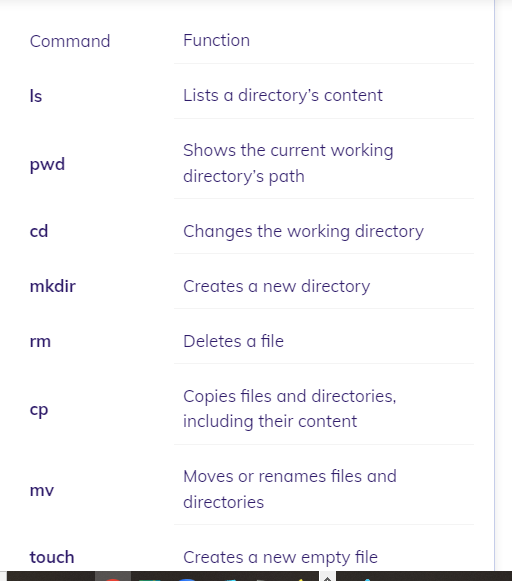 Command Function
ls Lists a directory’s content
pwd Shows the current working
directory’s path
cd Changes the working directory
mkdir Creates a new directory
rm Deletes a file
cp Copies files and directories,
including their content
mv Moves or renames files and
directories
touch Creates a new empty file